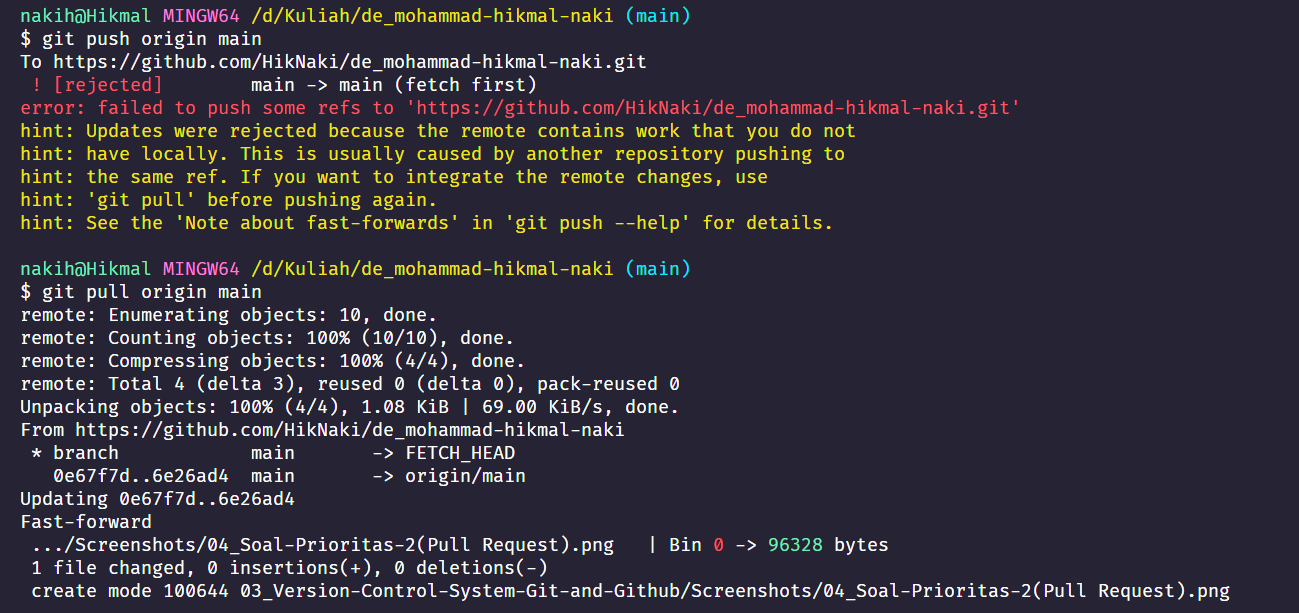 nakih@Hikmal MINGW64 /d/Kuliah/de_mohammad-hikmal-naki (main)
$ git push origin main
To https://github.com/HikNaki/de_mohammad-hikmal-naki.git
 ! [rejected]        main -> main (fetch first)
error: failed to push some refs to 'https://github.com/HikNaki/de_mohammad-hikmal-naki.git'
hint: Updates were rejected because the remote contains work that you do not
hint: have locally. This is usually caused by another repository pushing to
hint: the same ref. If you want to integrate the remote changes, use
hint: 'git pull' before pushing again.
hint: See the 'Note about fast-forwards' in 'git push --help' for details.

nakih@Hikmal MINGW64 /d/Kuliah/de_mohammad-hikmal-naki (main)
$ git pull origin main
remote: Enumerating objects: 10, done.
remote: Counting objects: 100% (10/10), done.
remote: Compressing objects: 100% (4/4), done.
remote: Total 4 (delta 3), reused 0 (delta 0), pack-reused 0
Unpacking objects: 100% (4/4), 1.08 KiB | 69.00 KiB/s, done.
From https://github.com/HikNaki/de_mohammad-hikmal-naki
 * branch            main       -> FETCH_HEAD
   0e67f7d..6e26ad4  main       -> origin/main
Updating 0e67f7d..6e26ad4
Fast-forward
 .../Screenshots/04_Soal-Prioritas-2(Pull Request).png   | Bin 0 -> 96328 bytes
 1 file changed, 0 insertions(+), 0 deletions(-)
 create mode 100644 03_Version-Control-System-Git-and-Github/Screenshots/04_Soal-Prioritas-2(Pull Request).png